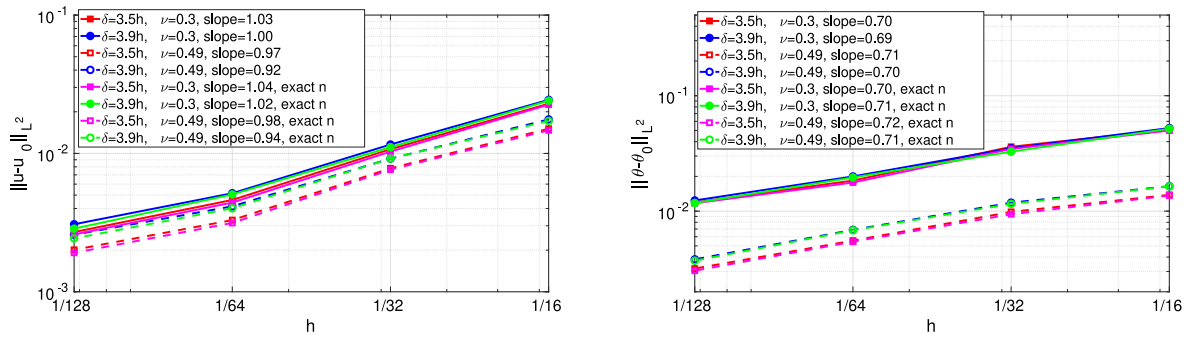 10^-1
δ=3.5h, ν=0.3, slope=1.03
δ=3.9h, ν=0.3, slope=1.00
δ=3.5h, ν=0.49, slope=0.97
δ=3.9h, ν=0.49, slope=0.92
δ=3.5h, ν=0.3, slope=1.04, exact n
δ=3.9h, ν=0.3, slope=1.02, exact n
δ=3.5h, ν=0.49, slope=0.98, exact n
δ=3.9h, ν=0.49, slope=0.94, exact n
||u-u_0||_L^2
10^-2
10^-3
1/128 1/64 1/32 1/16
h
δ=3.5h, ν=0.3, slope=0.70
δ=3.9h, ν=0.3, slope=0.69
δ=3.5h, ν=0.49, slope=0.71
δ=3.9h, ν=0.49, slope=0.70
δ=3.5h, ν=0.3, slope=0.70, exact n
δ=3.9h, ν=0.3, slope=0.71, exact n
δ=3.5h, ν=0.49, slope=0.72, exact n
δ=3.9h, ν=0.49, slope=0.71, exact n
||θ-θ_0||_L^2
10^-1
10^-2
1/128 1/64 1/32 1/16
h